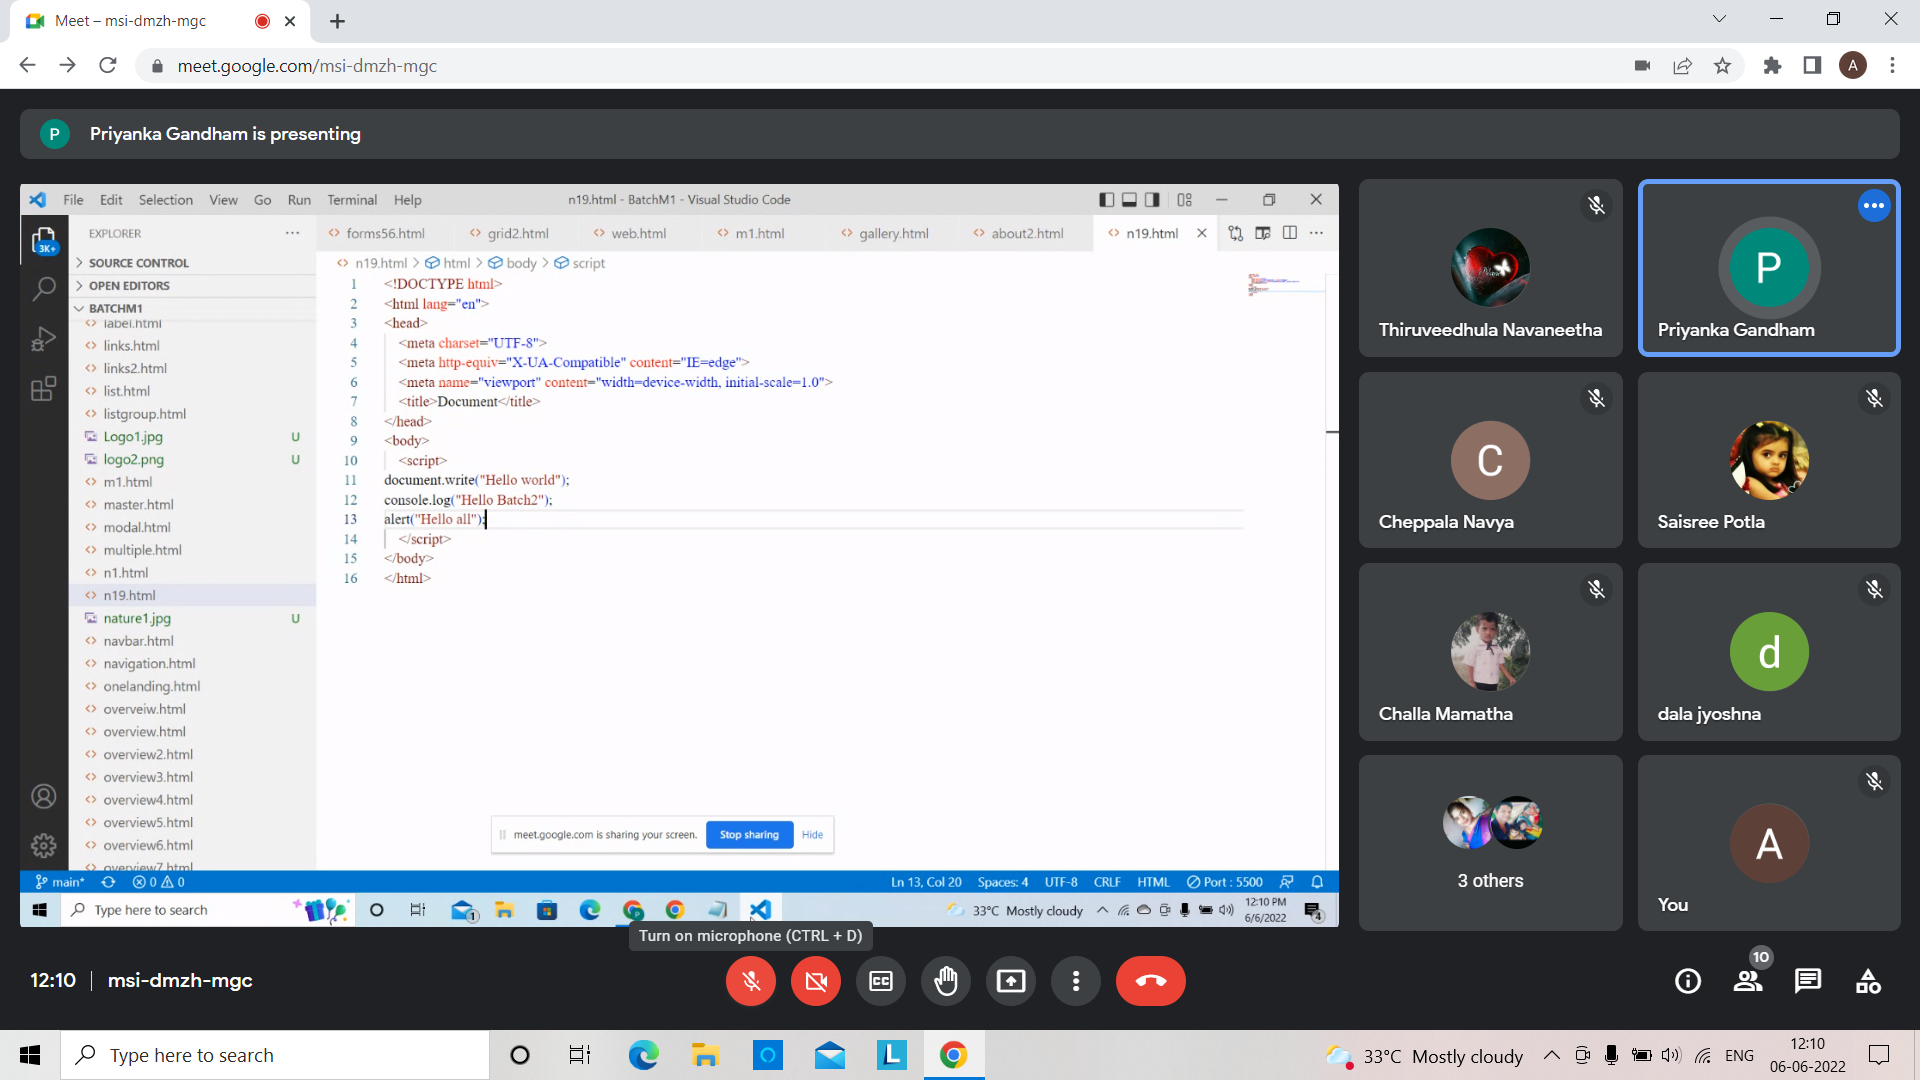 Meet – msi-dmzh-mgc
meet.google.com/msi-dmzh-mgc
A
P
Priyanka Gandham is presenting
File Edit Selection View Go Run Terminal Help
n19.html - BatchM1 - Visual Studio Code
EXPLORER
forms56.html
grid2.html
web.html
m1.html
gallery.html
about2.html
n19.html
3K+
SOURCE CONTROL
OPEN EDITORS
BATCHM1
label.html
links.html
links2.html
list.html
listgroup.html
Logo1.jpg U
logo2.png U
m1.html
master.html
modal.html
multiple.html
n1.html
n19.html
nature1.jpg U
navbar.html
navigation.html
onelanding.html
overveiw.html
overview.html
overview2.html
overview3.html
overview4.html
overview5.html
overview6.html
overview7.html
n19.html > html > body > script
1 <!DOCTYPE html>
2 <html lang="en">
3 <head>
4 <meta charset="UTF-8">
5 <meta http-equiv="X-UA-Compatible" content="IE=edge">
6 <meta name="viewport" content="width=device-width, initial-scale=1.0">
7 <title>Document</title>
8 </head>
9 <body>
10 <script>
11 document.write("Hello world");
12 console.log("Hello Batch2");
13 alert("Hello all");
14 </script>
15 </body>
16 </html>
meet.google.com is sharing your screen. Stop sharing Hide
main* 0 0
Ln 13, Col 20 Spaces: 4 UTF-8 CRLF HTML Port : 5500
Type here to search
1
33°C Mostly cloudy
12:10 PM
6/6/2022
4
Turn on microphone (CTRL + D)
Thiruveedhula Navaneetha
P
Priyanka Gandham
C
Cheppala Navya
Saisree Potla
Challa Mamatha
d
dala jyoshna
3 others
A
You
12:10 | msi-dmzh-mgc
CC
10
Type here to search
L
33°C Mostly cloudy
ENG
12:10
06-06-2022